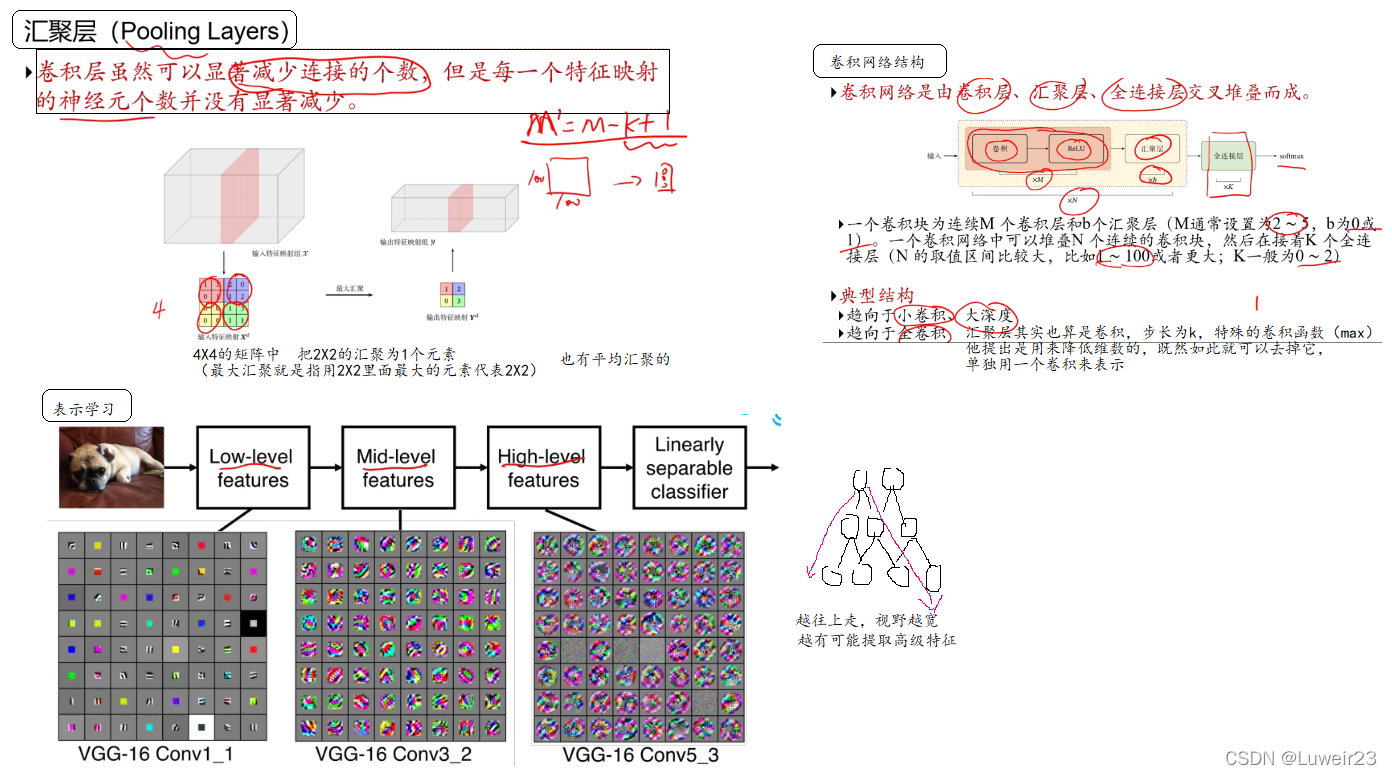 汇聚层（Pooling Layers）
卷积层虽然可以显著减少连接的个数，但是每一个特征映射
的神经元个数并没有显著减少。
M'=M-K+1
100
100
输入特征映射组 X
输出特征映射组 Y
4
1 1 2 0
0 1 1 2
0 0 1 3
0 0 1 1
输入特征映射 Xᵈ
最大汇聚
1 2
0 3
输出特征映射 Yᵈ
4X4的矩阵中 把2X2的汇聚为1个元素
（最大汇聚就是指用2X2里面最大的元素代表2X2）
也有平均汇聚的
卷积网络结构
卷积网络是由卷积层、汇聚层、全连接层交叉堆叠而成。
输入
卷积
ReLU
汇聚层
全连接层
softmax
×M
×b
×K
×N
一个卷积块为连续M 个卷积层和b个汇聚层（M通常设置为2～5，b为0或
1）。一个卷积网络中可以堆叠N 个连续的卷积块，然后在接着K 个全连
接层（N 的取值区间比较大，比如1～100或者更大；K一般为0～2）
典型结构
趋向于小卷积、大深度
趋向于全卷积
汇聚层其实也算是卷积，步长为k，特殊的卷积函数（max）
他提出是用来降低维数的，既然如此就可以去掉它，
单独用一个卷积来表示
表示学习
Low-level
features
Mid-level
features
High-level
features
Linearly
separable
classifier
VGG-16 Conv1_1
VGG-16 Conv3_2
VGG-16 Conv5_3
越往上走，视野越宽
越有可能提取高级特征
CSDN @Luweir23